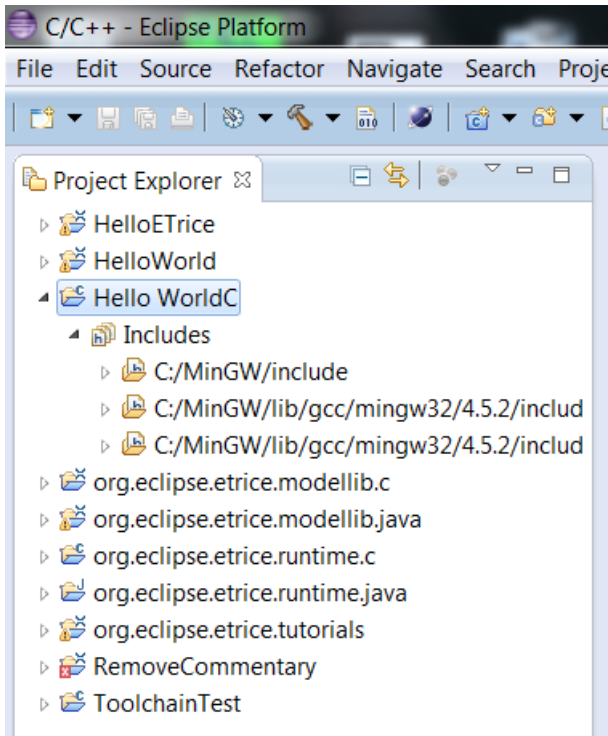 C/C++ - Eclipse Platform
File Edit Source Refactor Navigate Search Proje
Project Explorer
HelloETrice
HelloWorld
Hello WorldC
Includes
C:/MinGW/include
C:/MinGW/lib/gcc/mingw32/4.5.2/includ
C:/MinGW/lib/gcc/mingw32/4.5.2/includ
org.eclipse.etrice.modellib.c
org.eclipse.etrice.modellib.java
org.eclipse.etrice.runtime.c
org.eclipse.etrice.runtime.java
org.eclipse.etrice.tutorials
RemoveCommentary
ToolchainTest